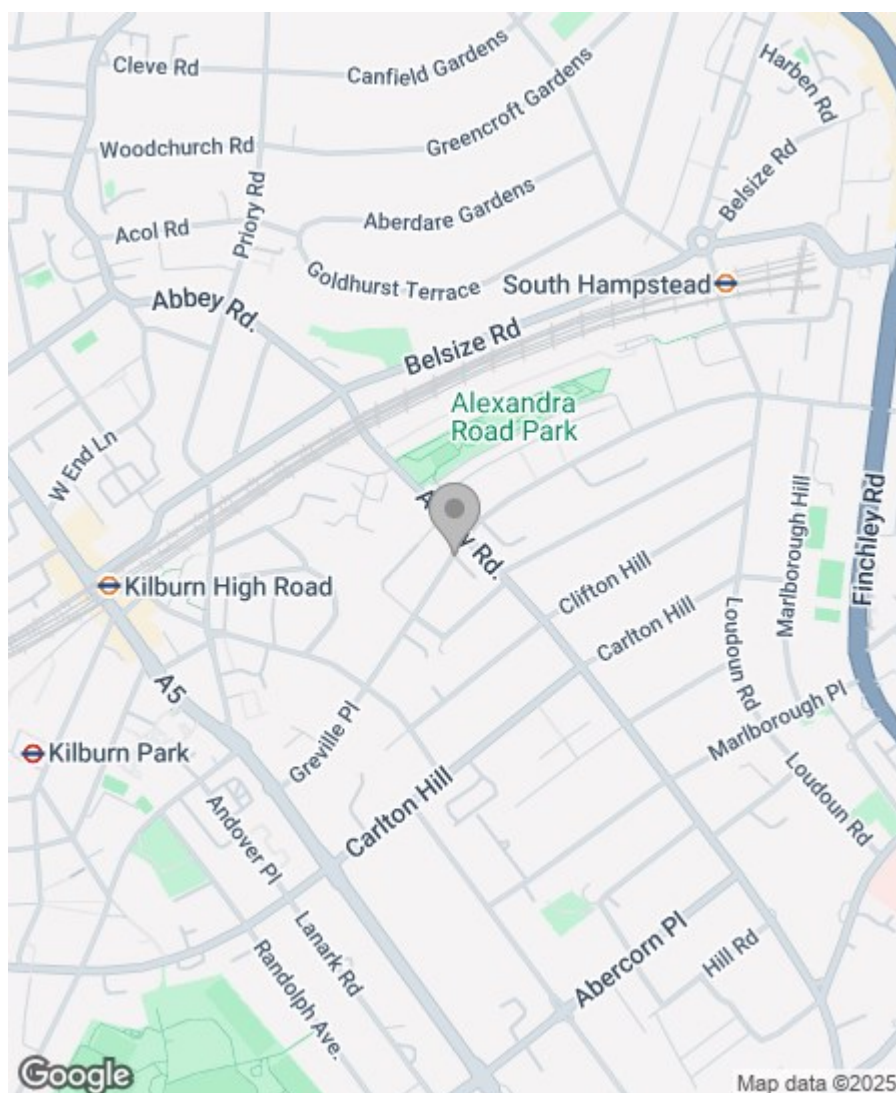 Cleve Rd
Canfield Gardens
Harben Rd
Woodchurch Rd
Greencroft Gardens
Belsize Rd
Priory Rd
Aberdare Gardens
Acol Rd
Goldhurst Terrace
South Hampstead
Abbey Rd.
Belsize Rd
Alexandra
Road Park
W End Ln
Marlborough Hill
Finchley Rd
Rd.
Kilburn High Road
Clifton Hill
Carlton Hill
Loudoun Rd
A5
Greville Pl
Marlborough Pl
Kilburn Park
Loudoun Rd
Carlton Hill
Andover Pl
Lanark Rd
Abercorn Pl
Hill Rd
Randolph Ave.
Google
Map data ©2025